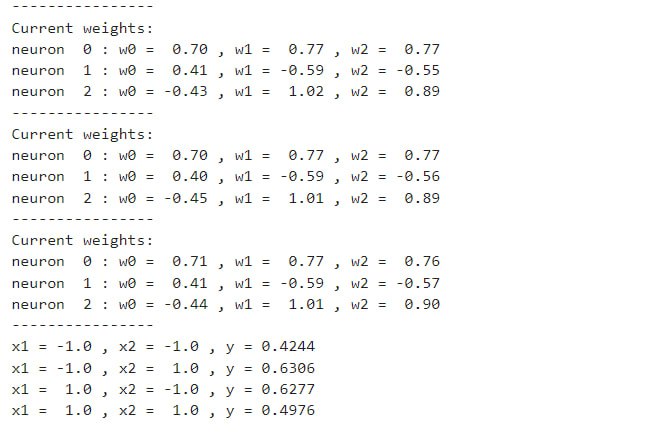 ----------------
Current weights:
neuron  0 : w0 =  0.70 , w1 =  0.77 , w2 =  0.77
neuron  1 : w0 =  0.41 , w1 = -0.59 , w2 = -0.55
neuron  2 : w0 = -0.43 , w1 =  1.02 , w2 =  0.89
----------------
Current weights:
neuron  0 : w0 =  0.70 , w1 =  0.77 , w2 =  0.77
neuron  1 : w0 =  0.40 , w1 = -0.59 , w2 = -0.56
neuron  2 : w0 = -0.45 , w1 =  1.01 , w2 =  0.89
----------------
Current weights:
neuron  0 : w0 =  0.71 , w1 =  0.77 , w2 =  0.76
neuron  1 : w0 =  0.41 , w1 = -0.59 , w2 = -0.57
neuron  2 : w0 = -0.44 , w1 =  1.01 , w2 =  0.90
----------------
x1 = -1.0 , x2 = -1.0 , y = 0.4244
x1 = -1.0 , x2 =  1.0 , y = 0.6306
x1 =  1.0 , x2 = -1.0 , y = 0.6277
x1 =  1.0 , x2 =  1.0 , y = 0.4976